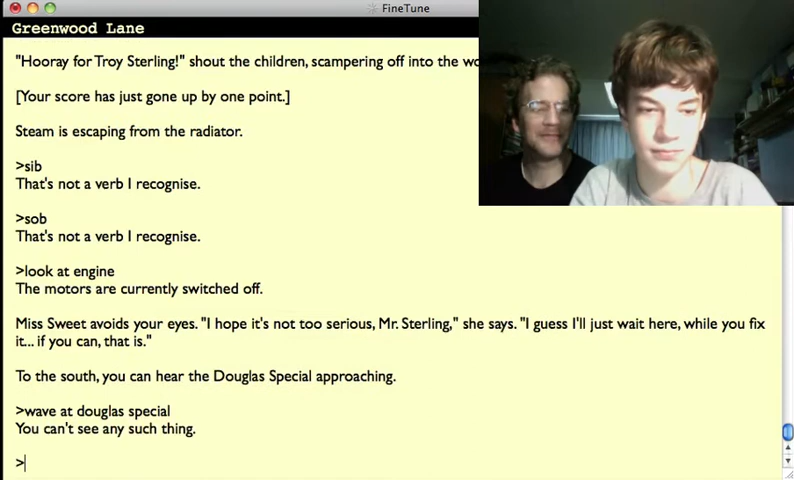 FineTune
Greenwood Lane
"Hooray for Troy Sterling!" shout the children, scampering off into the wo
[Your score has just gone up by one point.]
Steam is escaping from the radiator.
>sib
That's not a verb I recognise.
>sob
That's not a verb I recognise.
>look at engine
The motors are currently switched off.
Miss Sweet avoids your eyes. "I hope it's not too serious, Mr. Sterling," she says. "I guess I'll just wait here, while you fix
it... if you can, that is."
To the south, you can hear the Douglas Special approaching.
>wave at douglas special
You can't see any such thing.
>